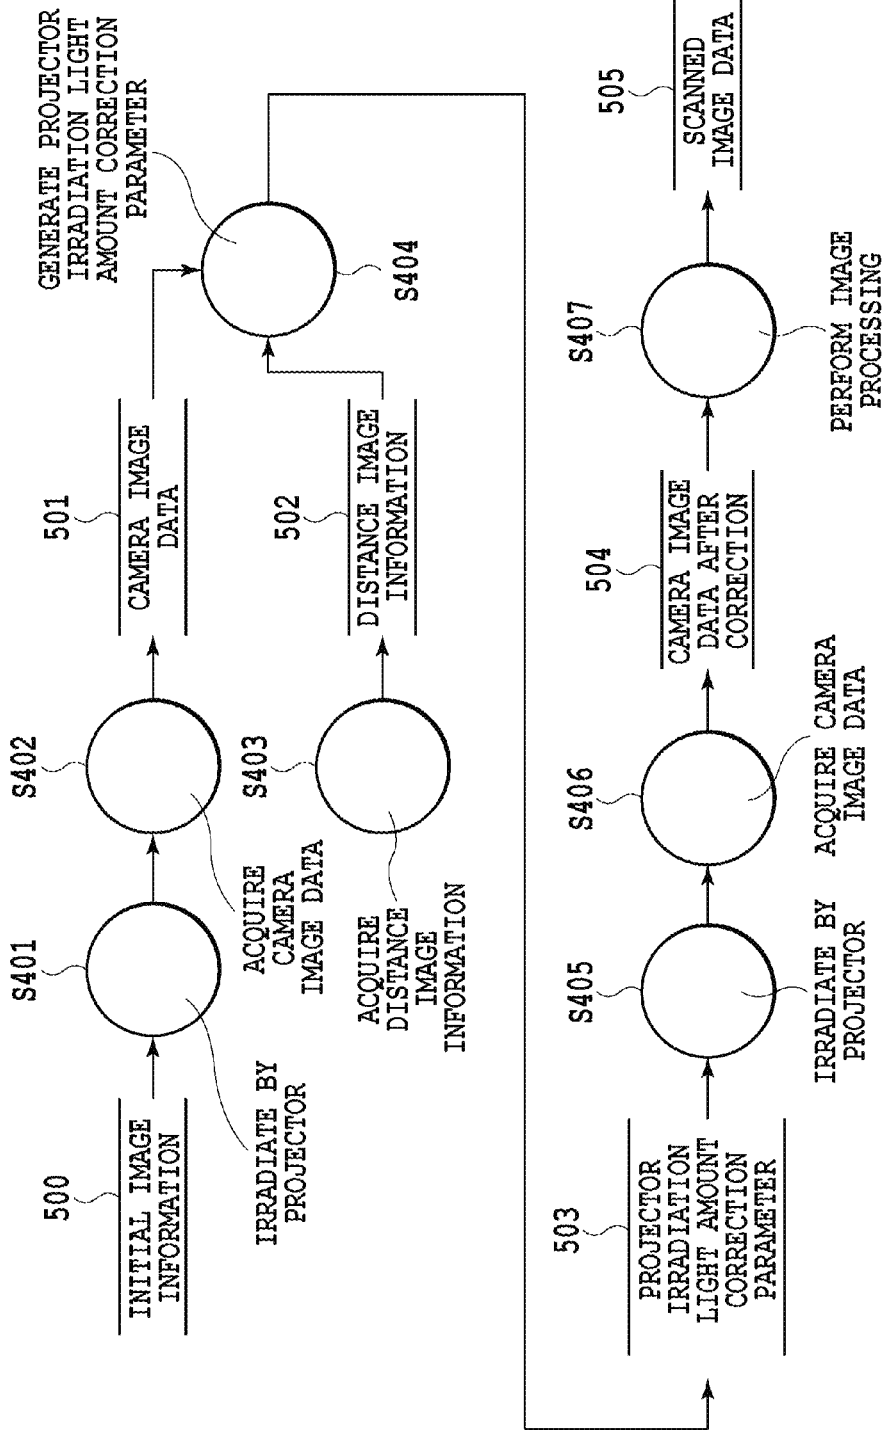 500
INITIAL IMAGE
INFORMATION
S401
IRRADIATE BY
PROJECTOR
S402
ACQUIRE
CAMERA
IMAGE DATA
501
CAMERA IMAGE
DATA
S403
ACQUIRE
DISTANCE
IMAGE
INFORMATION
502
DISTANCE IMAGE
INFORMATION
GENERATE PROJECTOR
IRRADIATION LIGHT
AMOUNT CORRECTION
PARAMETER
S404
503
PROJECTOR
IRRADIATION
LIGHT AMOUNT
CORRECTION
PARAMETER
S405
IRRADIATE BY
PROJECTOR
S406
ACQUIRE CAMERA
IMAGE DATA
504
CAMERA IMAGE
DATA AFTER
CORRECTION
S407
PERFORM IMAGE
PROCESSING
505
SCANNED
IMAGE DATA